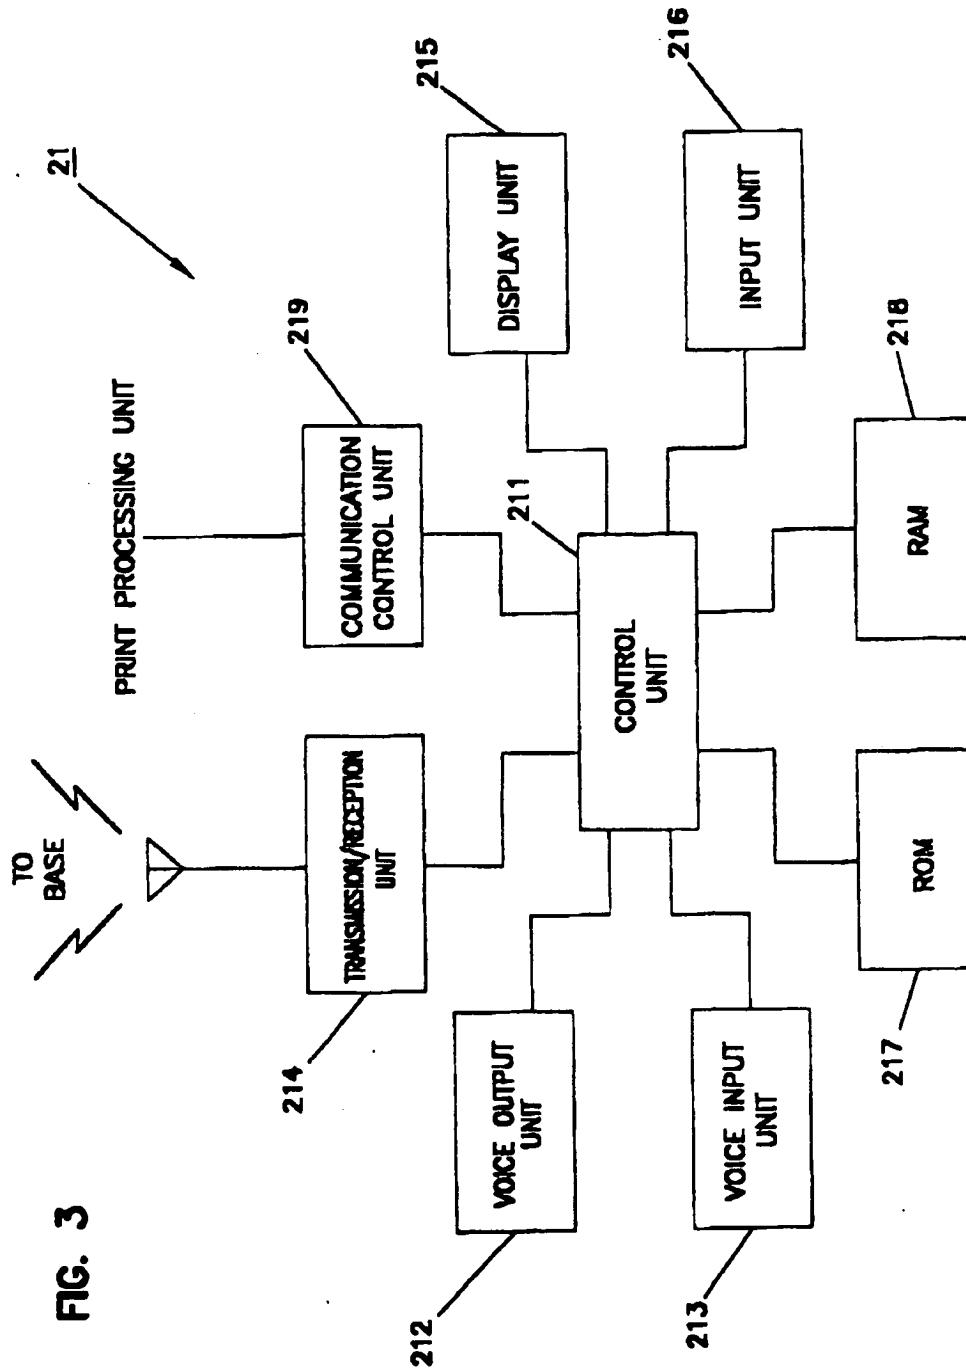 FIG. 3
TO
BASE
PRINT PROCESSING UNIT
21
214
TRANSMISSION/RECEPTION
UNIT
219
COMMUNICATION
CONTROL UNIT
215
DISPLAY UNIT
212
VOICE OUTPUT
UNIT
211
CONTROL
UNIT
216
INPUT UNIT
213
VOICE INPUT
UNIT
217
ROM
218
RAM